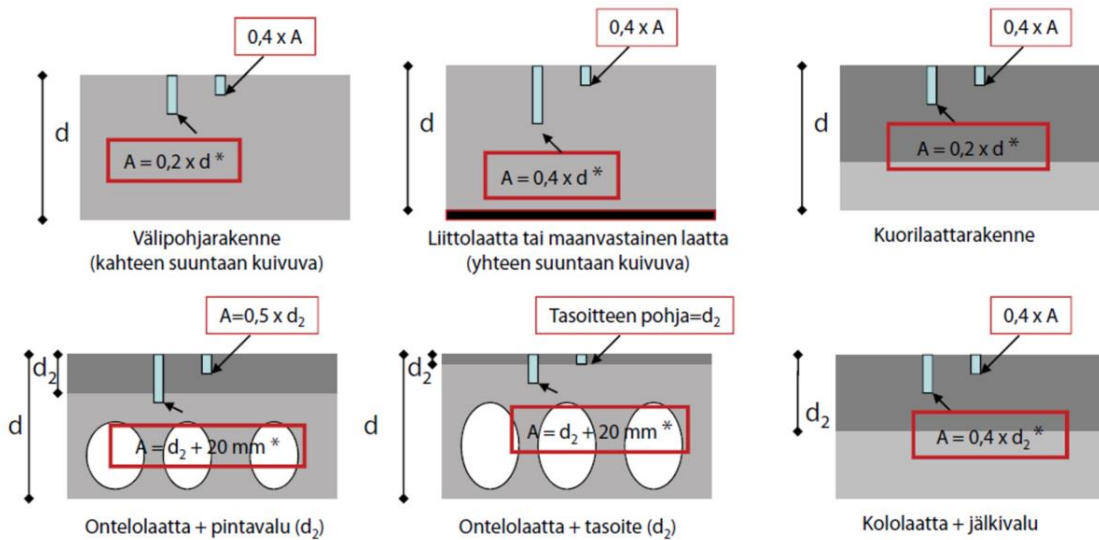 0,4 x A
d
A = 0,2 x d *
Välipohjarakenne
(kahteen suuntaan kuivuva)
0,4 x A
d
A = 0,4 x d *
Liittolaatta tai maanvastainen laatta
(yhteen suuntaan kuivuva)
0,4 x A
d
A = 0,2 x d *
Kuorilaattarakenne
A=0,5 x d₂
d₂
d
A = d₂ + 20 mm *
Ontelolaatta + pintavalu (d₂)
Tasoitteen pohja=d₂
d₂
d
A = d₂ + 20 mm *
Ontelolaatta + tasoite (d₂)
0,4 x A
d₂
A = 0,4 x d₂ *
Kololaatta + jälkivalu